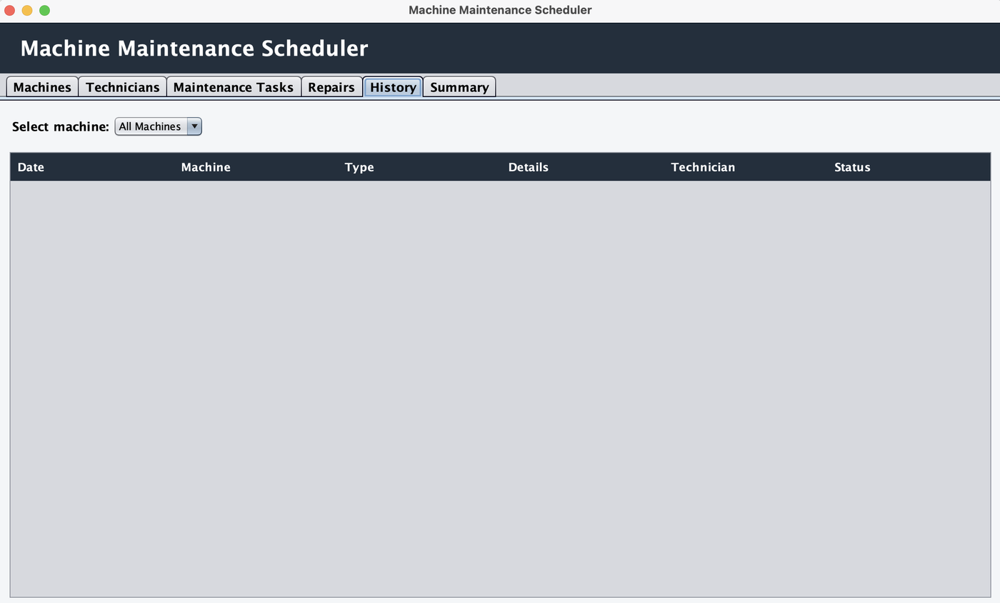 Machine Maintenance Scheduler
Machine Maintenance Scheduler
Machines Technicians Maintenance Tasks Repairs History Summary
Select machine: All Machines
Date Machine Type Details Technician Status